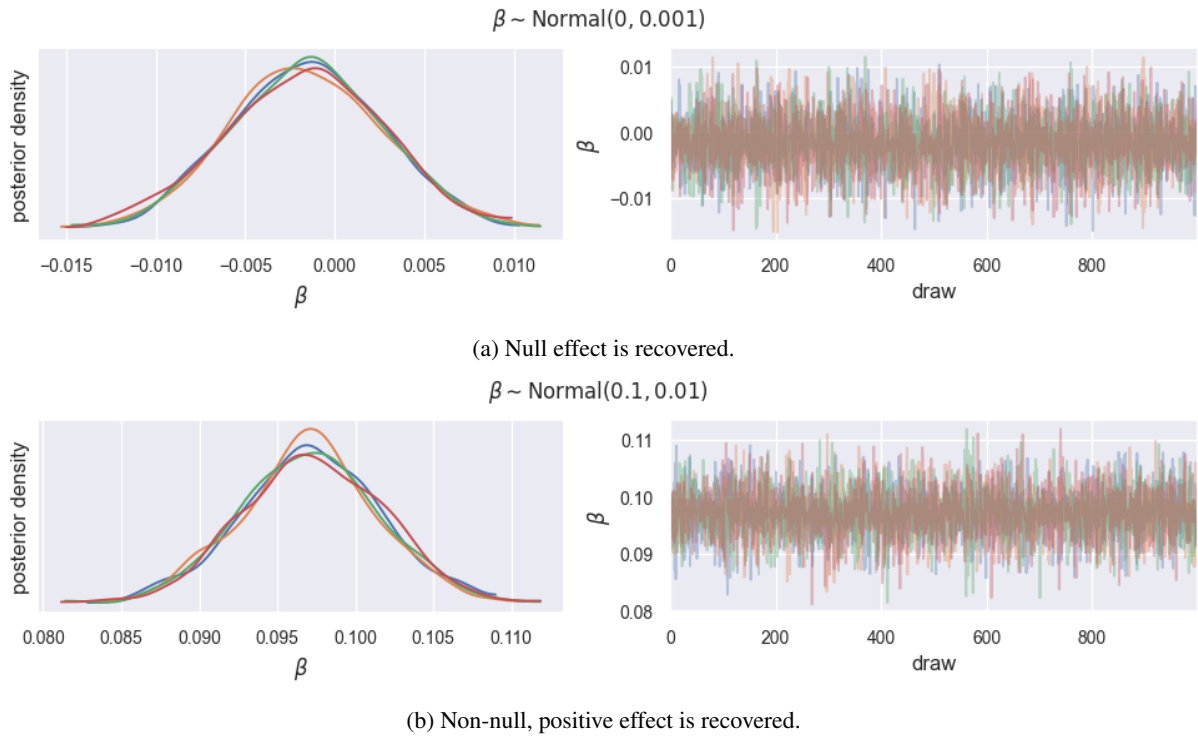 β ~ Normal(0, 0.001)
posterior density
−0.015 −0.010 −0.005 0.000 0.005 0.010
β
β
0.01
0.00
−0.01
0 200 400 600 800
draw
(a) Null effect is recovered.
β ~ Normal(0.1, 0.01)
posterior density
0.080 0.085 0.090 0.095 0.100 0.105 0.110
β
β
0.11
0.10
0.09
0.08
0 200 400 600 800
draw
(b) Non-null, positive effect is recovered.